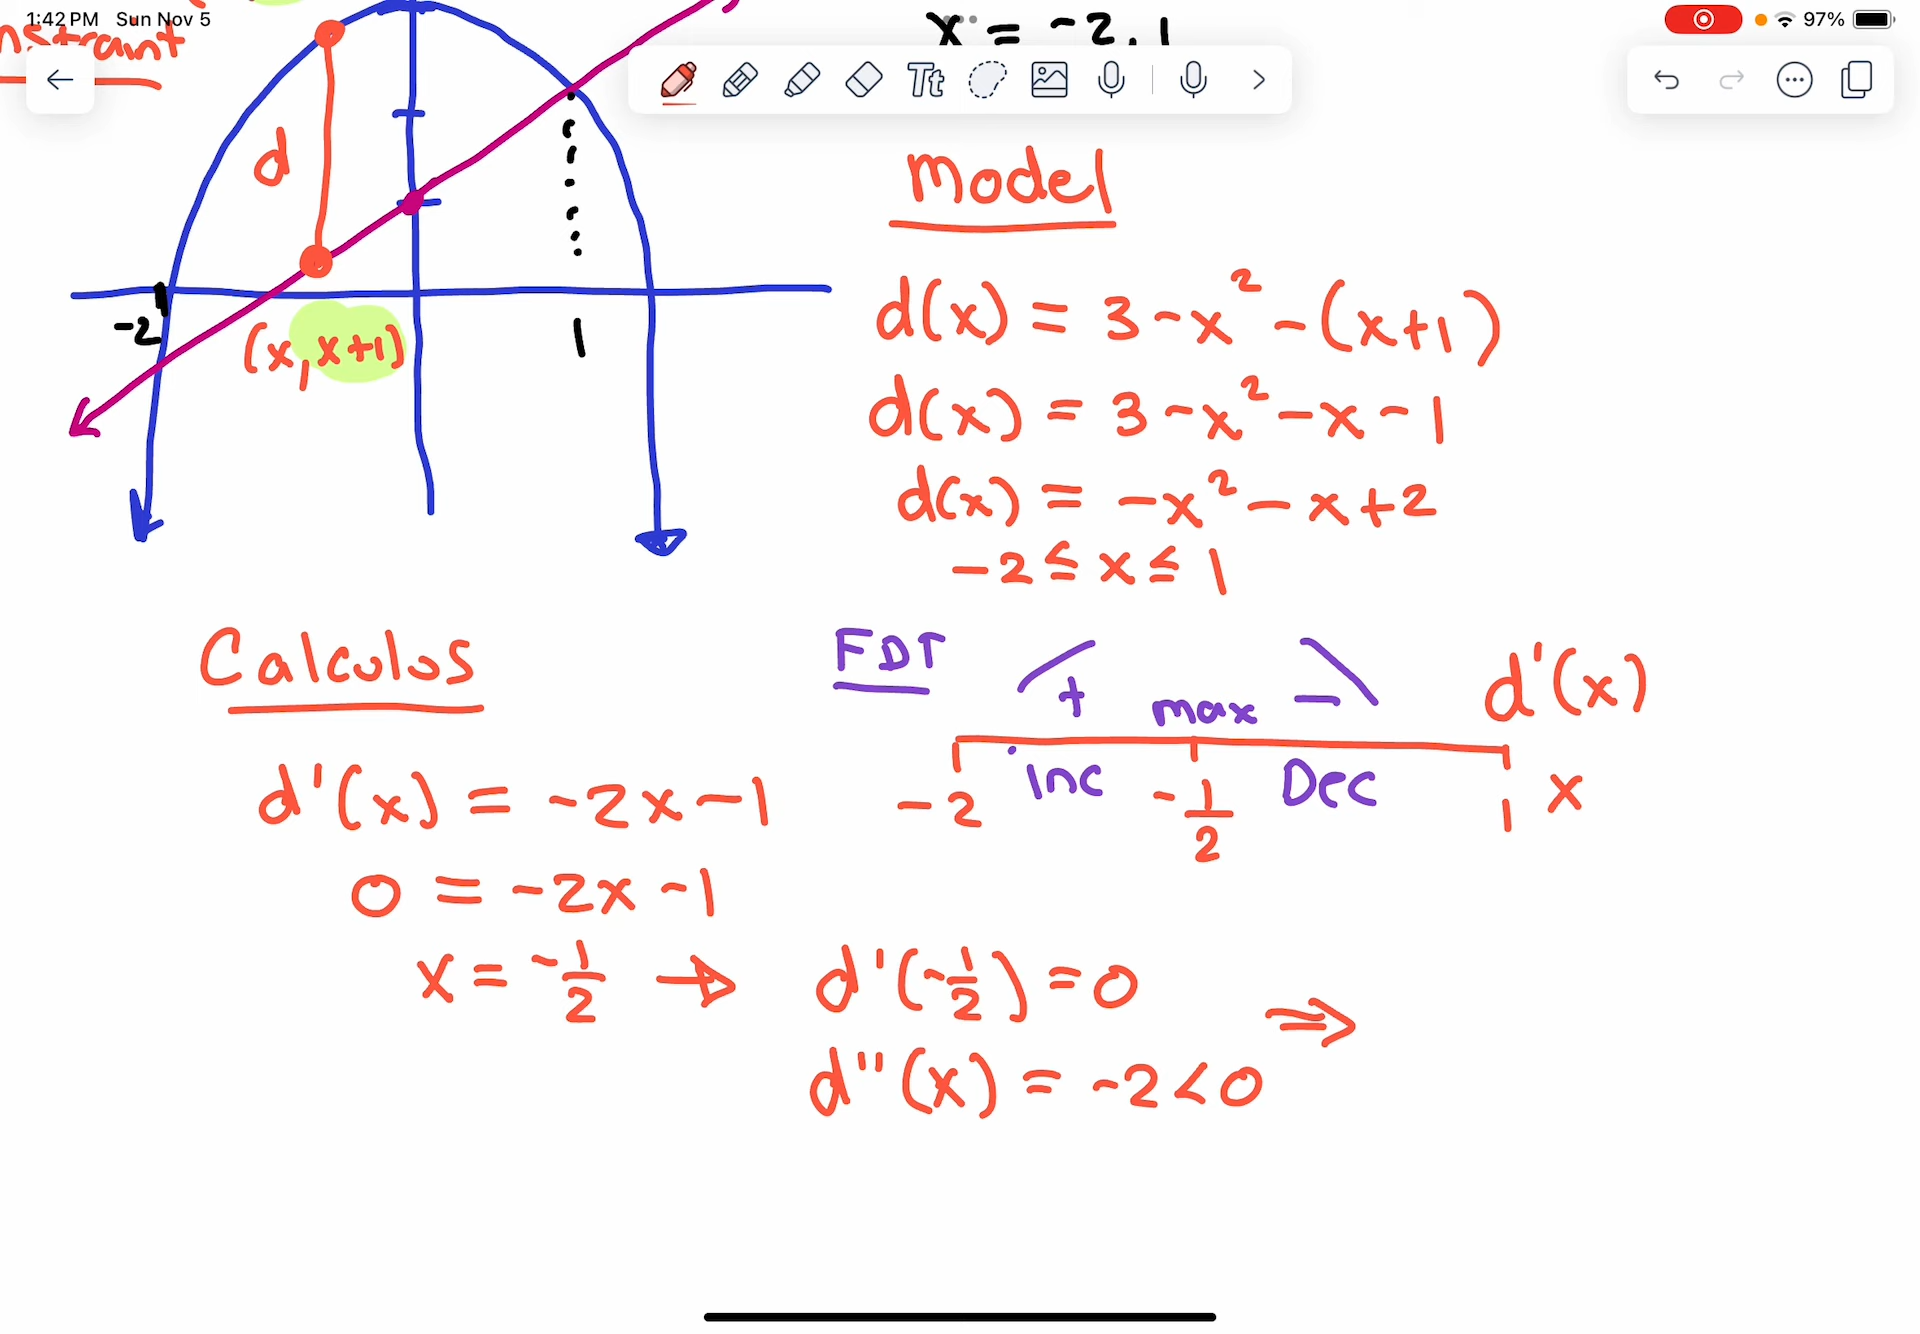 1:42 PM Sun Nov 5
97%
nstraint
x = -2, 1
Tt
d
Model
-2
(x, x+1)
1
d(x) = 3-x²-(x+1)
d(x) = 3-x²-x-1
d(x) = -x²-x+2
-2 ≤ x ≤ 1
Calculus
FDT
+ max −
d'(x)
-2 Inc -1/2 Dec 1 x
d'(x) = -2x-1
0 = -2x-1
x = -1/2 → d'(-1/2) = 0
⇒
d''(x) = -2 < 0